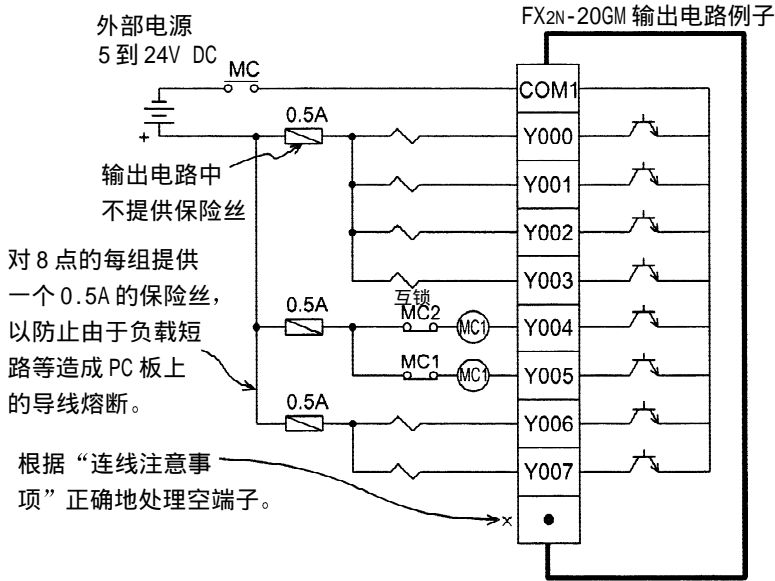 FX2N-20GM 输出电路例子
外部电源
5 到 24V DC
MC
COM1
+
0.5A
Y000
输出电路中
不提供保险丝
Y001
Y002
对 8 点的每组提供
一个 0.5A 的保险丝，
以防止由于负载短
路等造成 PC 板上
的导线熔断。
Y003
互锁
0.5A
MC2
MC1
Y004
MC1
MC1
Y005
0.5A
Y006
根据“连线注意事
项”正确地处理空端子。
Y007
×